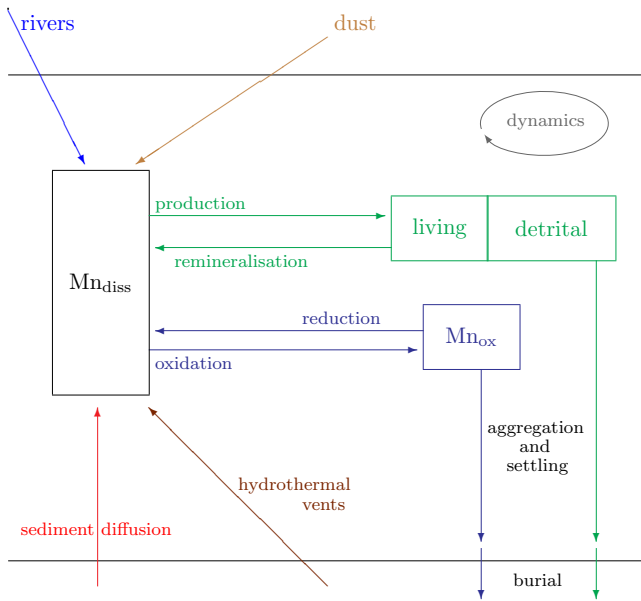 rivers
dust
dynamics
production
living
detrital
remineralisation
Mn_diss
reduction
Mn_ox
oxidation
aggregation
and
settling
hydrothermal
vents
sediment diffusion
burial